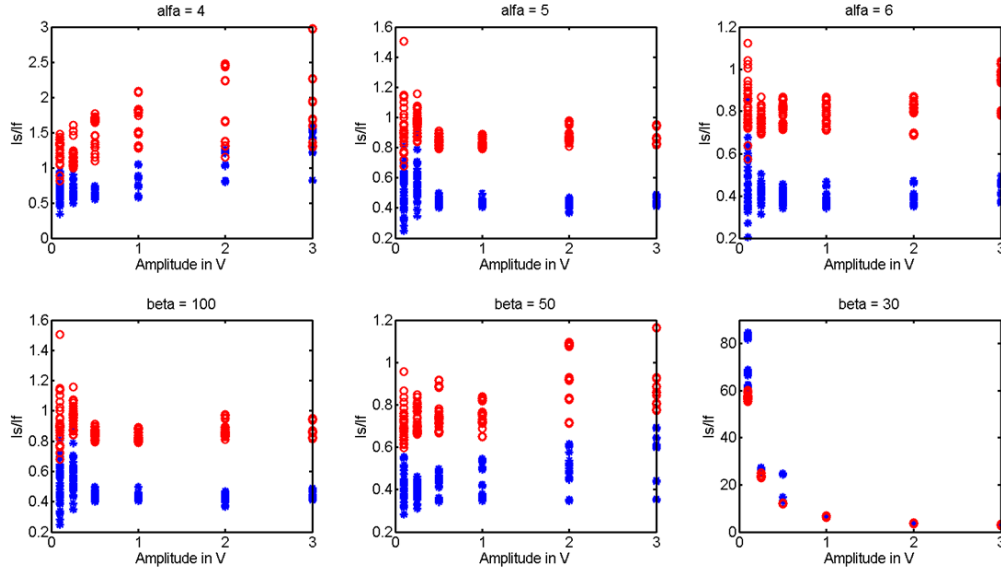 alfa = 4
3
2.5
2
1.5
1
0.5
0
Is/If
0 1 2 3
Amplitude in V
alfa = 5
1.6
1.4
1.2
1
0.8
0.6
0.4
0.2
Is/If
0 1 2 3
Amplitude in V
alfa = 6
1.2
1
0.8
0.6
0.4
0.2
Is/If
0 1 2 3
Amplitude in V
beta = 100
1.6
1.4
1.2
1
0.8
0.6
0.4
0.2
Is/If
0 1 2 3
Amplitude in V
beta = 50
1.2
1
0.8
0.6
0.4
0.2
Is/If
0 1 2 3
Amplitude in V
beta = 30
80
60
40
20
0
Is/If
0 1 2 3
Amplitude in V